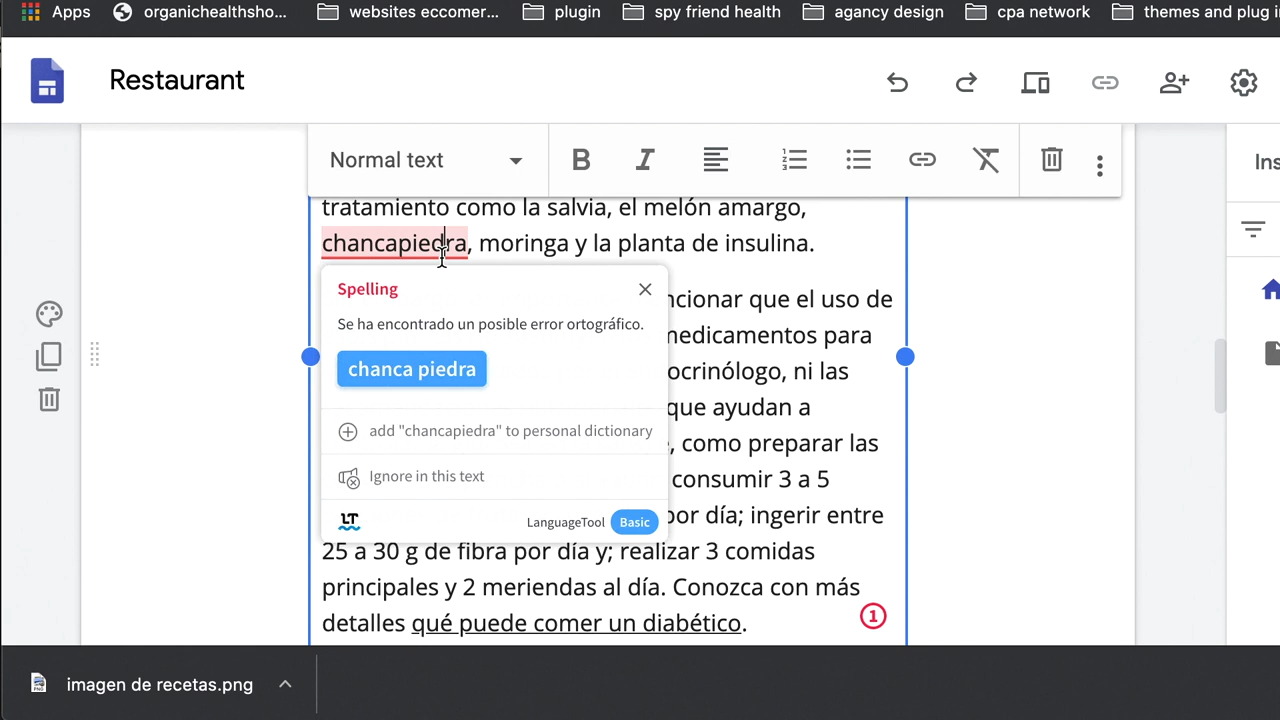 Apps organichealthsho... websites eccomer... plugin spy friend health agancy design cpa network themes and plug i
Restaurant
Ins
Normal text B I
tratamiento como la salvia, el melón amargo,
chancapiedra, moringa y la planta de insulina.
Spelling
Se ha encontrado un posible error ortográfico.
chanca piedra
add "chancapiedra" to personal dictionary
Ignore in this text
LT LanguageTool Basic
ncionar que el uso de
medicamentos para
ocrinólogo, ni las
que ayudan a
, como preparar las
consumir 3 a 5
por día; ingerir entre
25 a 30 g de fibra por día y; realizar 3 comidas
principales y 2 meriendas al día. Conozca con más
detalles qué puede comer un diabético.
1
imagen de recetas.png